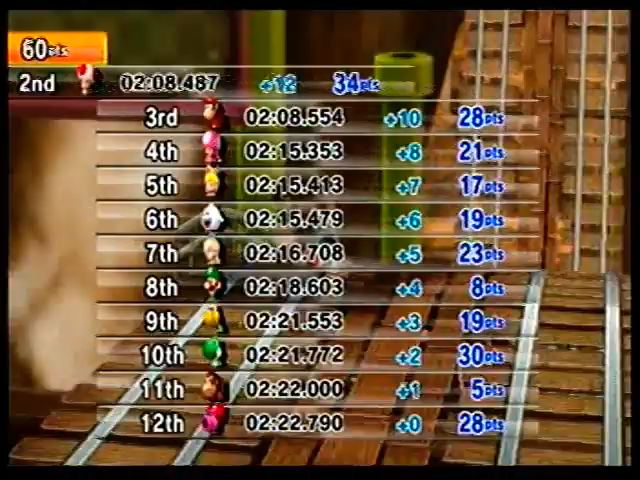 60pts
2nd 02:08.487 +12 34pts
3rd 02:08.554 +10 28pts
4th 02:15.353 +8 21pts
5th 02:15.413 +7 17pts
6th 02:15.479 +6 19pts
7th 02:16.708 +5 23pts
8th 02:18.603 +4 8pts
9th 02:21.553 +3 19pts
10th 02:21.772 +2 30pts
11th 02:22.000 +1 5pts
12th 02:22.790 +0 28pts